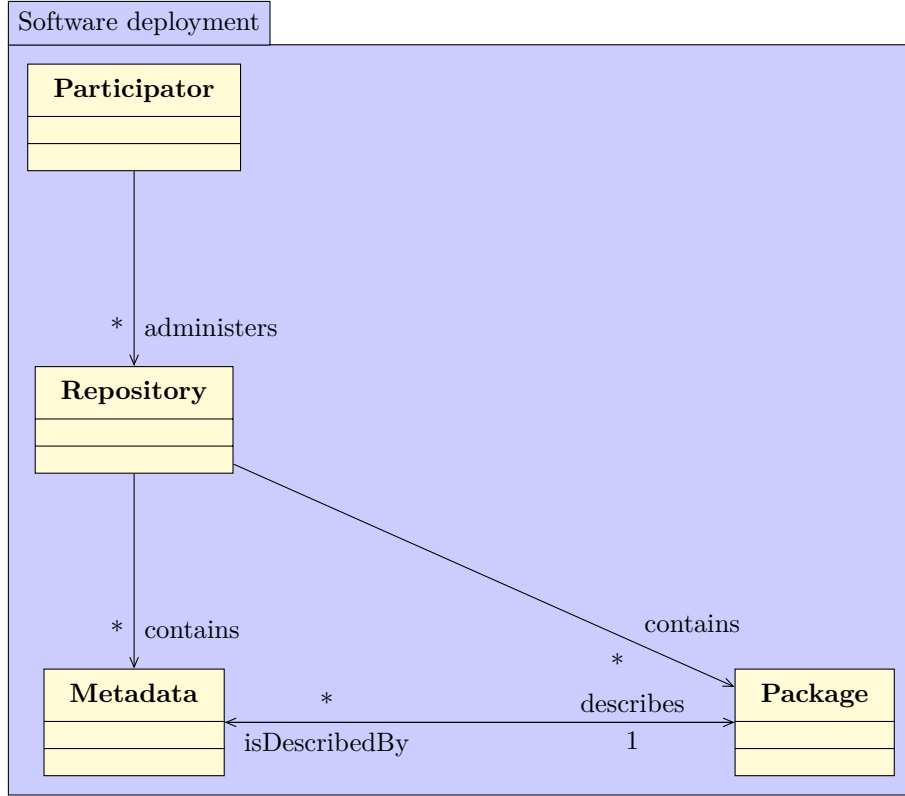 Software deployment
Participator
* administers
Repository
* contains
contains
*
Metadata
Package
*
describes
isDescribedBy
1